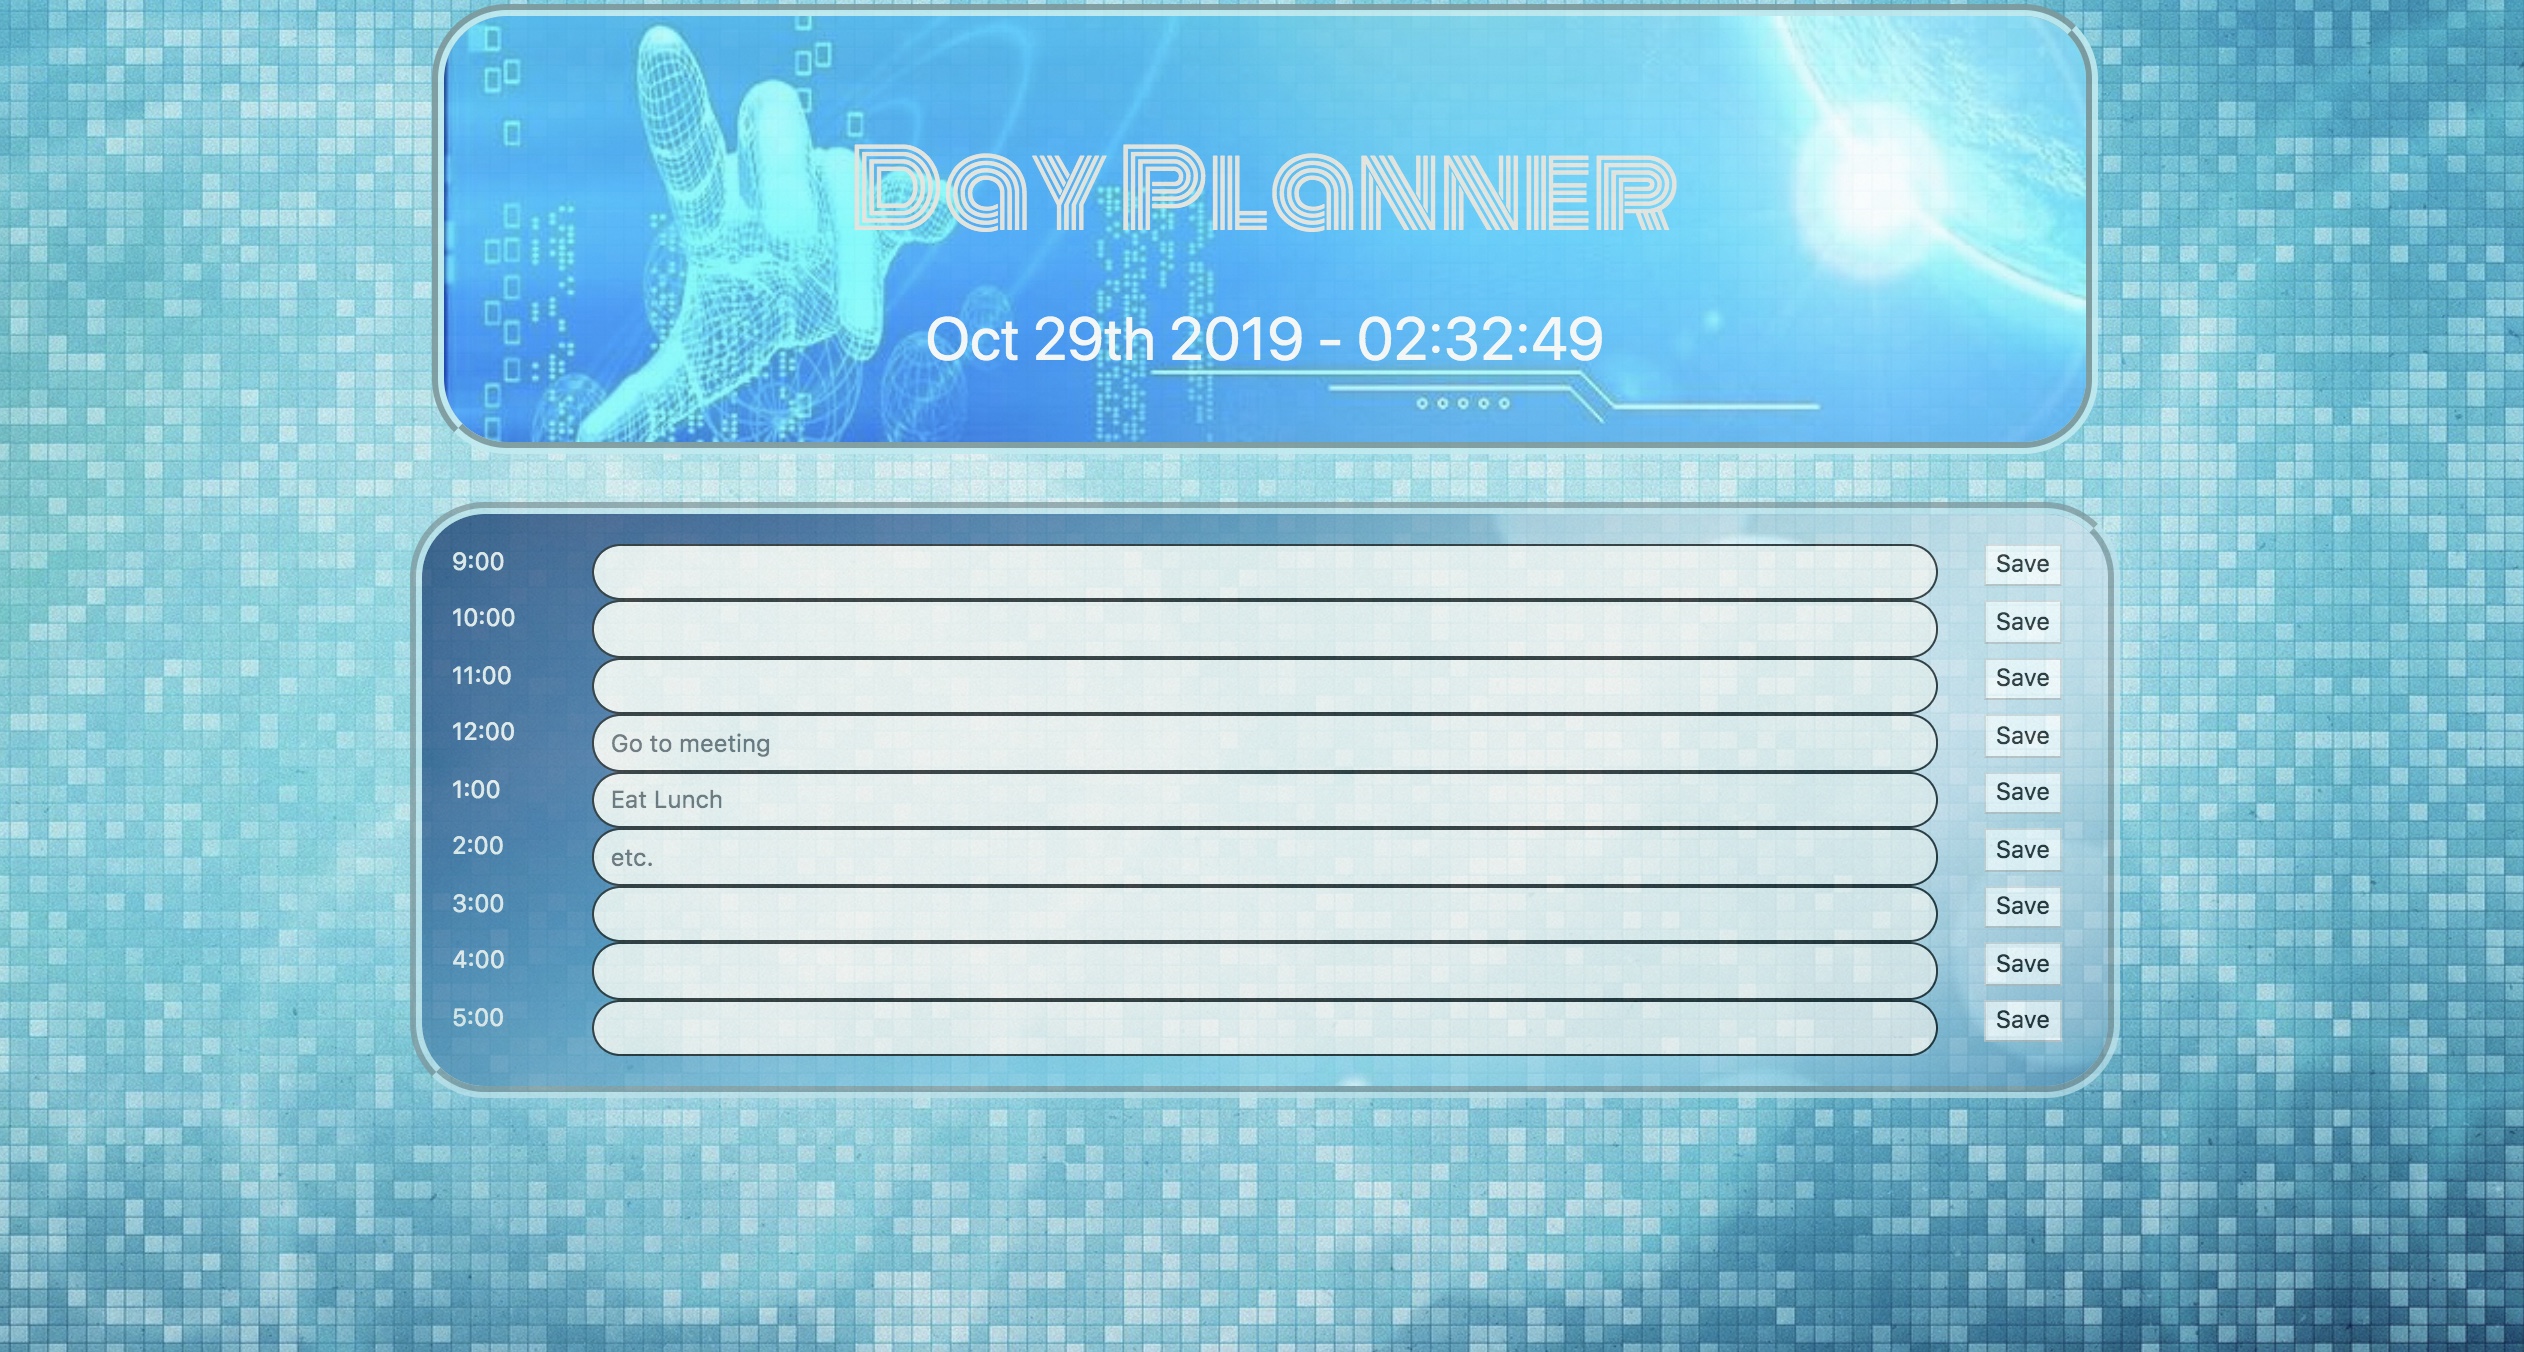 Day Planner
Oct 29th 2019 - 02:32:49
9:00 Save
10:00 Save
11:00 Save
12:00 Go to meeting Save
1:00 Eat Lunch Save
2:00 etc. Save
3:00 Save
4:00 Save
5:00 Save